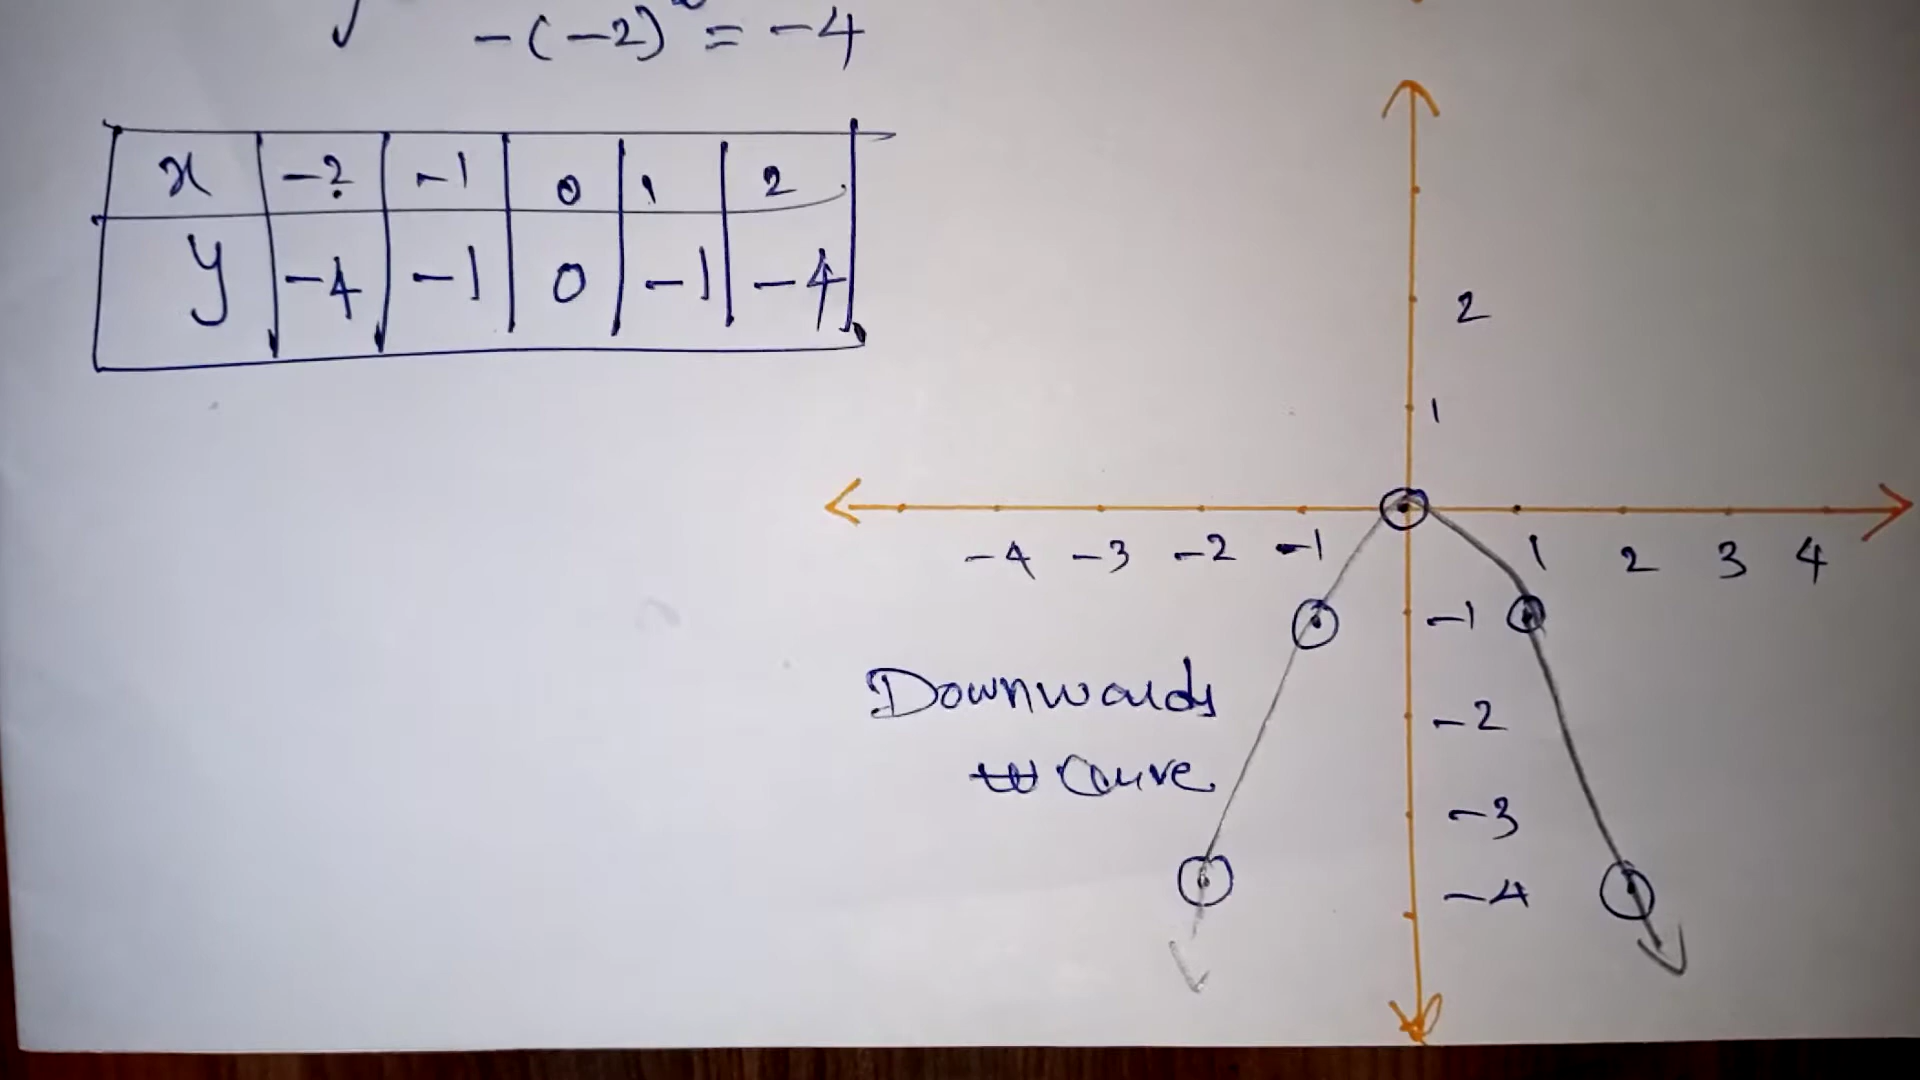 -(-2)² = -4
x -2 -1 0 1 2
y -4 -1 0 -1 -4
2
1
-4 -3 -2 -1 1 2 3 4
-1
Downwards
-2
Curve
-3
-4